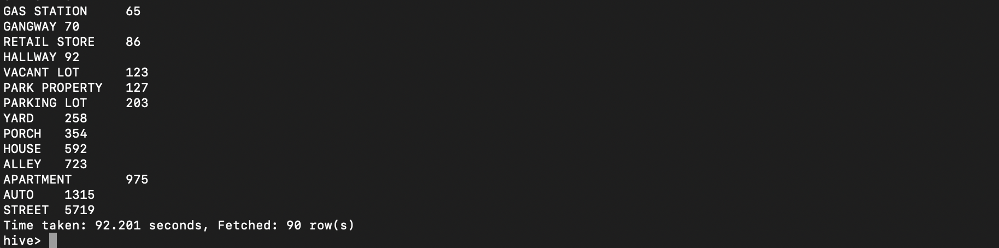 GAS STATION	65
GANGWAY	70
RETAIL STORE	86
HALLWAY	92
VACANT LOT	123
PARK PROPERTY	127
PARKING LOT	203
YARD	258
PORCH	354
HOUSE	592
ALLEY	723
APARTMENT	975
AUTO	1315
STREET	5719
Time taken: 92.201 seconds, Fetched: 90 row(s)
hive>